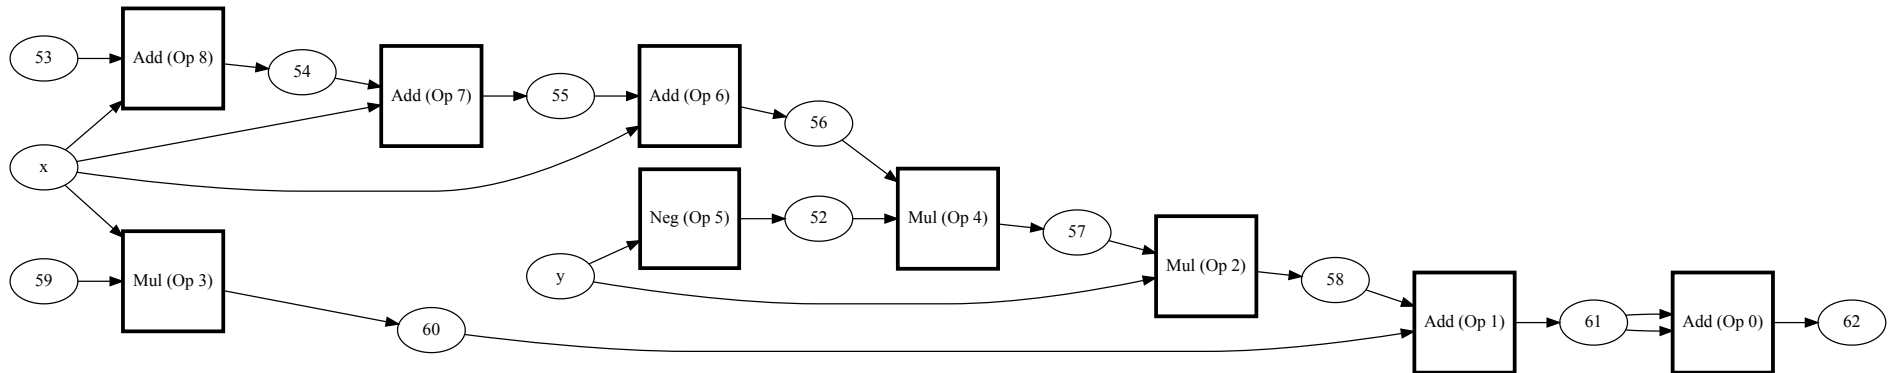 53
Add (Op 8)
54
Add (Op 7)
55
Add (Op 6)
56
x
Neg (Op 5)
52
Mul (Op 4)
57
Mul (Op 2)
58
59
Mul (Op 3)
y
60
Add (Op 1)
61
Add (Op 0)
62